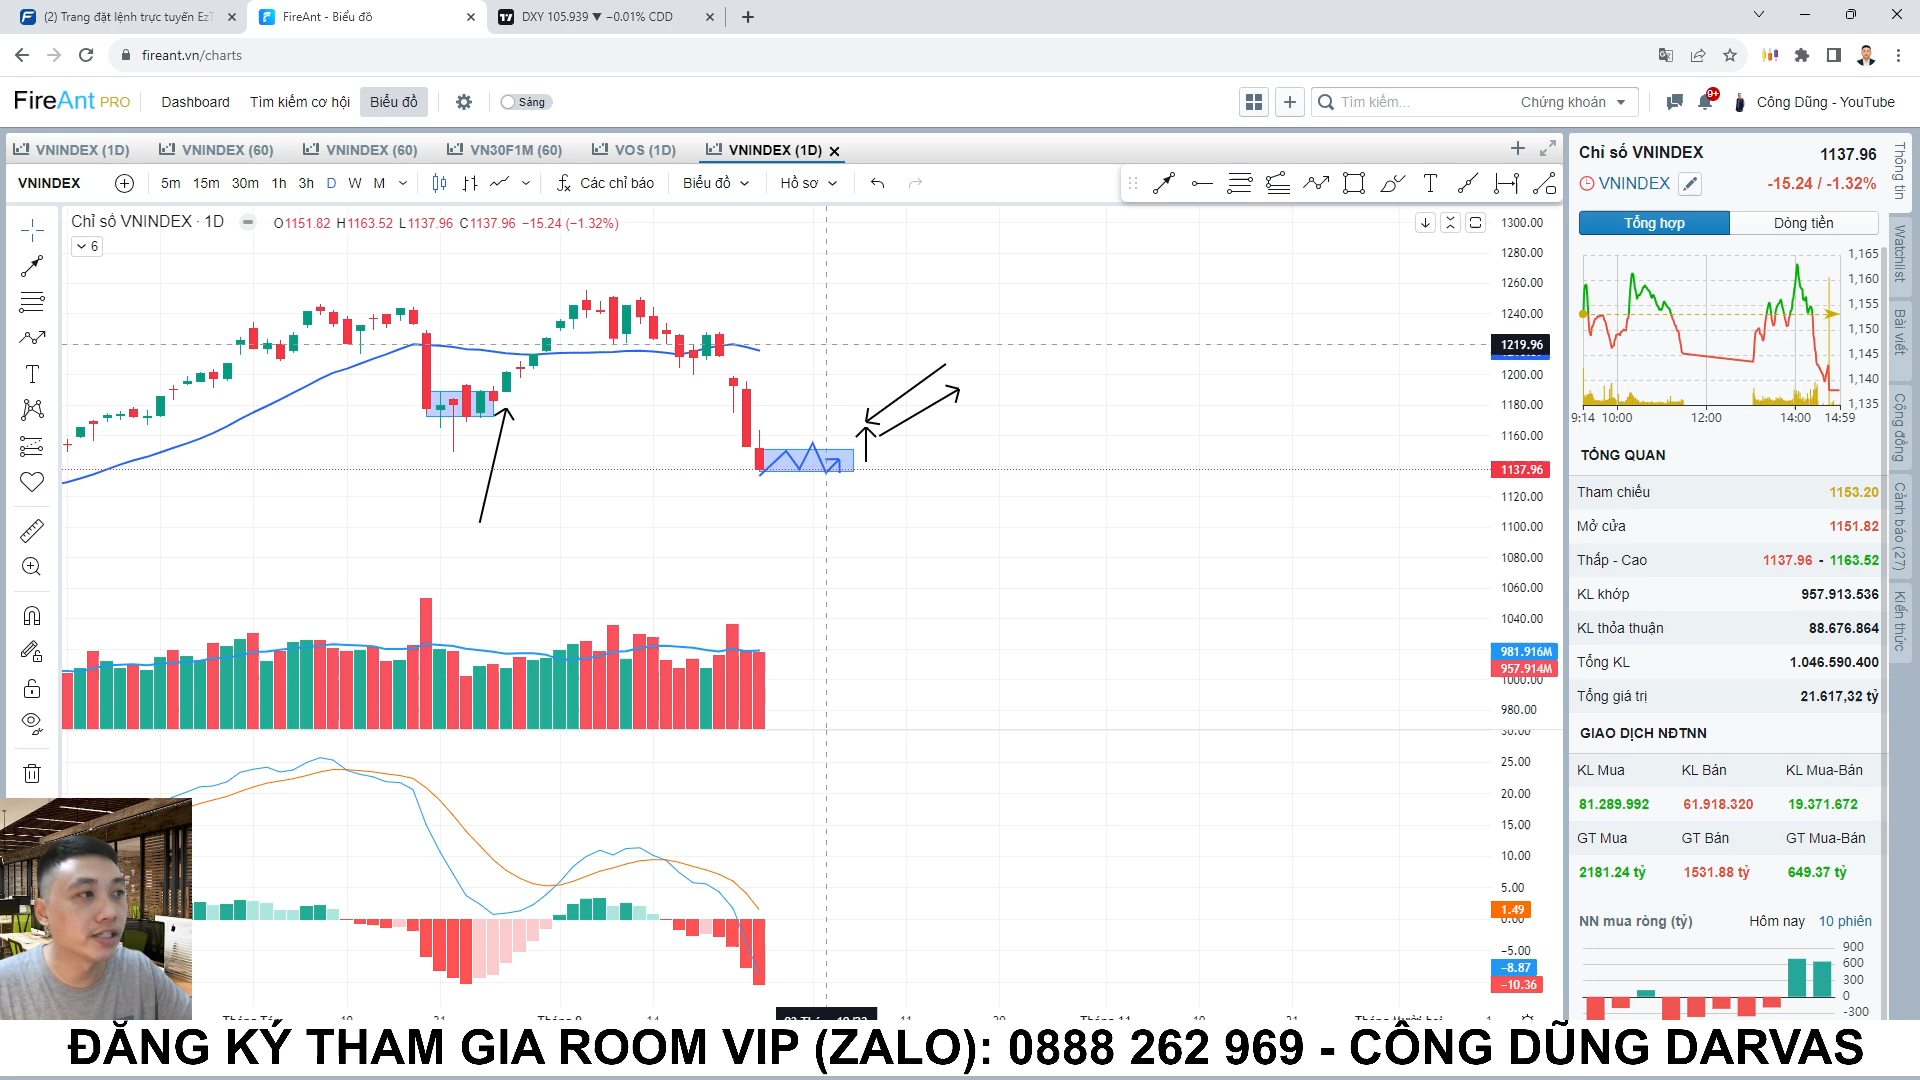 (2) Trang đặt lệnh trực tuyến EzT
FireAnt - Biểu đồ
DXY 105.939 ▼ −0.01% CDD
fireant.vn/charts
FireAnt PRO
Dashboard
Tìm kiếm cơ hội
Biểu đồ
Sáng
Tìm kiếm...
Chứng khoán
9+
Công Dũng - YouTube
VNINDEX (1D)
VNINDEX (60)
VNINDEX (60)
VN30F1M (60)
VOS (1D)
VNINDEX (1D)
VNINDEX
5m 15m 30m 1h 3h D W M
Các chỉ báo
Biểu đồ
Hồ sơ
Chỉ số VNINDEX · 1D
O1151.82 H1163.52 L1137.96 C1137.96 −15.24 (−1.32%)
6
1300.00
1280.00
1260.00
1240.00
1219.96
1200.00
1180.00
1160.00
1137.96
1120.00
1100.00
1080.00
1060.00
1040.00
981.916M
957.914M
1000.00
980.00
30.00
25.00
20.00
15.00
10.00
5.00
1.49
0.00
−5.00
−8.87
−10.36
14
11
21
Chỉ số VNINDEX
1137.96
VNINDEX
-15.24 / -1.32%
Tổng hợp
Dòng tiền
1,165
1,160
1,155
1,150
1,145
1,140
1,135
9:14 10:00 12:00 14:00 14:59
TỔNG QUAN
Tham chiếu 1153.20
Mở cửa 1151.82
Thấp - Cao 1137.96 - 1163.52
KL khớp 957.913.536
KL thỏa thuận 88.676.864
Tổng KL 1.046.590.400
Tổng giá trị 21.617,32 tỷ
GIAO DỊCH NĐTNN
KL Mua KL Bán KL Mua-Bán
81.289.992 61.918.320 19.371.672
GT Mua GT Bán GT Mua-Bán
2181.24 tỷ 1531.88 tỷ 649.37 tỷ
NN mua ròng (tỷ) Hôm nay 10 phiên
900
600
300
0
-300
Thông tin
Watchlist
Bài viết
Cộng đồng
Cảnh báo (27)
Kiến thức
ĐĂNG KÝ THAM GIA ROOM VIP (ZALO): 0888 262 969 - CÔNG DŨNG DARVAS